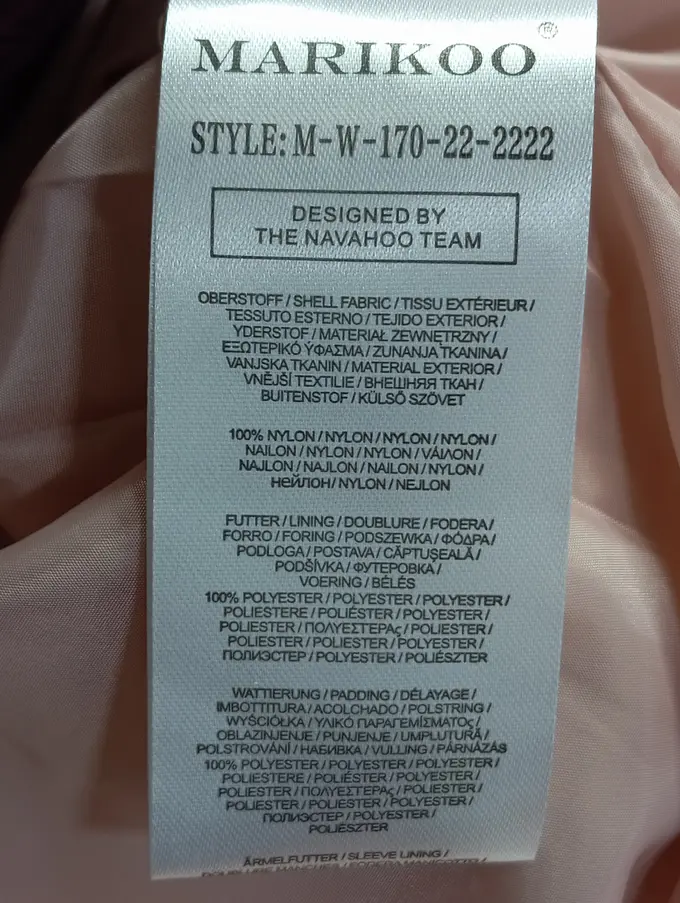 MARIKOO®
STYLE: M-W-170-22-2222
DESIGNED BY
THE NAVAHOO TEAM
OBERSTOFF / SHELL FABRIC / TISSU EXTÉRIEUR /
TESSUTO ESTERNO / TEJIDO EXTERIOR /
YDERSTOF / MATERIAŁ ZEWNĘTRZNY /
ΕΞΩΤΕΡΙΚΌ ΎΦΑΣΜΑ / ZUNANJA TKANINA /
VANJSKA TKANIN / MATERIAL EXTERIOR /
VNĚJŠÍ TEXTILIE / ВНЕШНЯЯ ТКАН /
BUITENSTOF / KÜLSŐ SZÖVET
100% NYLON / NYLON / NYLON / NYLON /
NAILON / NYLON / NYLON / ΝΆΙΛΟΝ /
NAJLON / NAJLON / NAILON / NYLON /
Нейлон / NYLON / NEJLON
FUTTER / LINING / DOUBLURE / FODERA /
FORRO / FORING / PODSZEWKA / ΦΌΔΡΑ /
PODLOGA / POSTAVA / CĂPTUȘEALĂ /
PODŠÍVKA / ФУТЕРОВКА /
VOERING / BÉLÉS
100% POLYESTER / POLYESTER / POLYESTER /
POLIESTERE / POLIÉSTER / POLYESTER /
POLIESTER / ΠΟΛΥΕΣΤΕΡΑς / POLIESTER /
POLIESTER / POLIESTER / POLYESTER /
ПОЛИЭСТЕР / POLYESTER / POLIÉSZTER
WATTIERUNG / PADDING / DÉLAYAGE /
IMBOTTITURA / ACOLCHADO / POLSTRING /
WYŚCIÓŁKA / ΥΛΙΚΌ ΠΑΡΑΓΕΜΊΣΜΑΤΟς /
OBLAZINJENJE / PUNJENJE / UMPLUTURĂ /
POLSTROVÁNÍ / НАБИВКА / VULLING / PÁRNÁZÁS
100% POLYESTER / POLYESTER / POLYESTER /
POLIESTERE / POLIÉSTER / POLYESTER /
POLIESTER / ΠΟΛΥΕΣΤΕΡΑς / POLIESTER /
POLIESTER / POLIESTER / POLYESTER /
ПОЛИЭСТЕР / POLYESTER /
POLIÉSZTER
ÄRMELFUTTER / SLEEVE LINING /